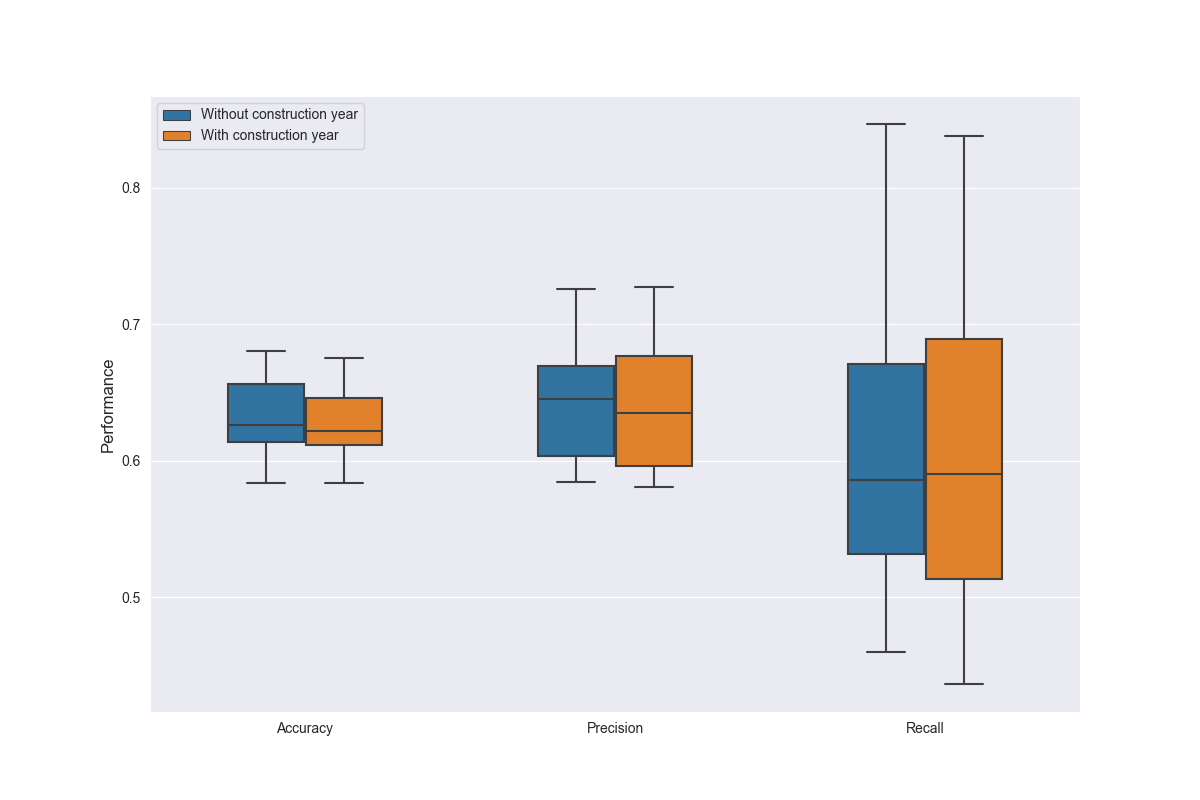 Without construction year
With construction year
0.8
0.7
0.6
0.5
Performance
Accuracy Precision Recall